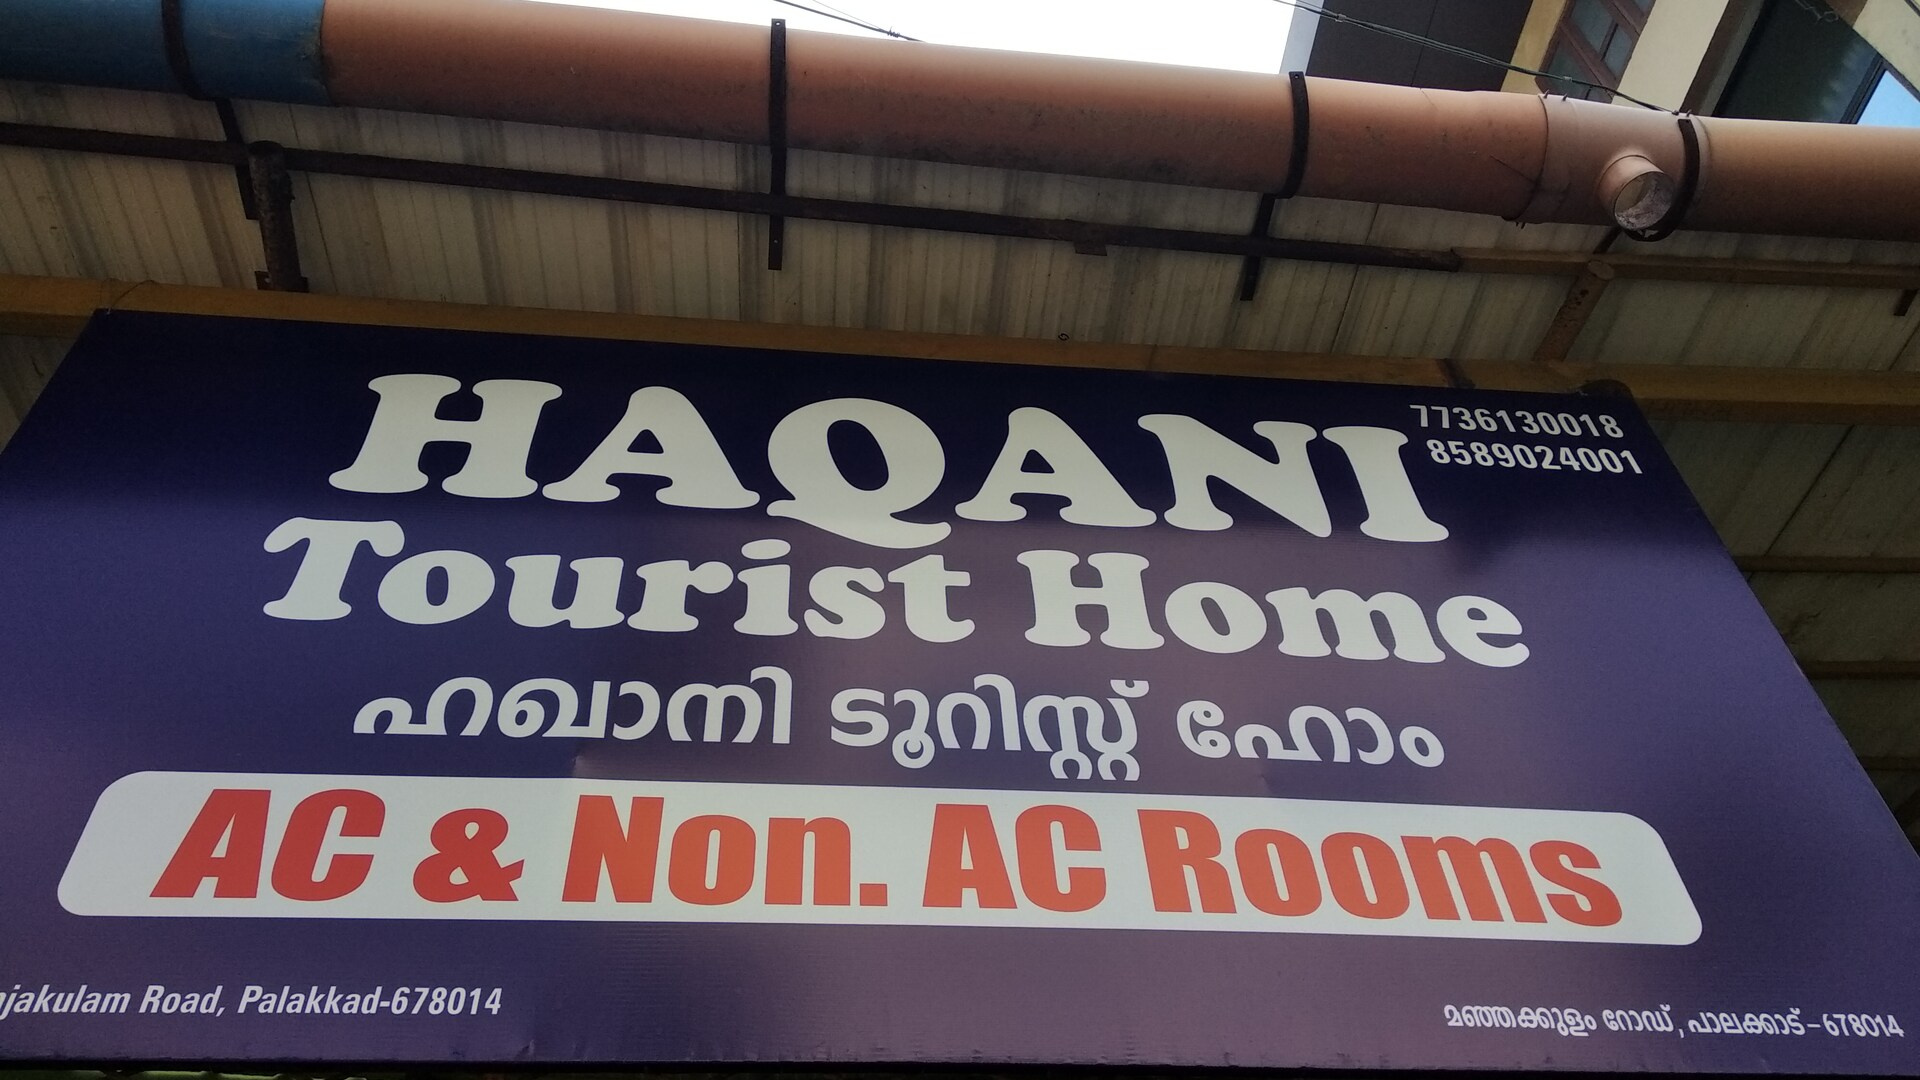 HAQANI
7736130018
8589024001
Tourist Home
ഹഖാനി ടൂറിസ്റ്റ് ഹോം
AC & Non. AC Rooms
Road, Palakkad-678014
മഞ്ഞക്കുളം റോഡ്, പാലക്കാട്-678014